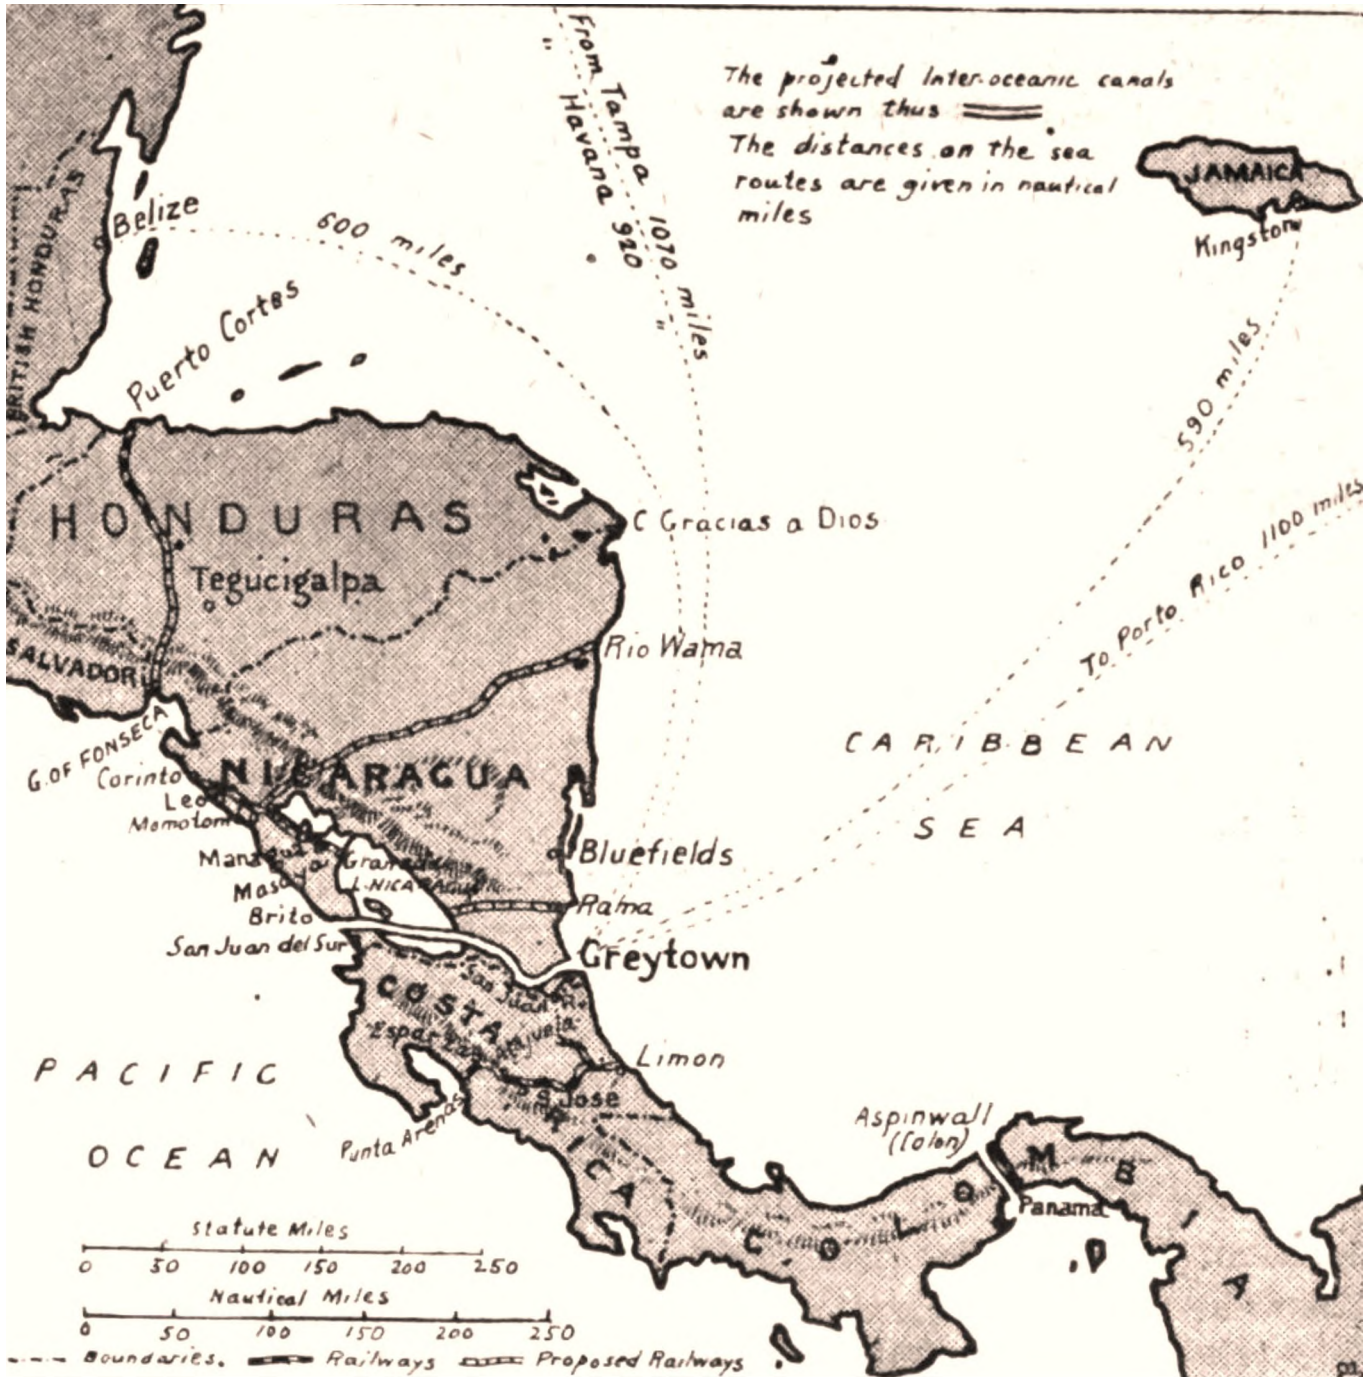 From Tampa 1070 miles
" Havana 920 "
The projected Inter-oceanic canals
are shown thus
The distances on the sea
routes are given in nautical
miles
JAMAICA
Kingston
BRITISH HONDURAS
Belize
600 miles
590 miles
Puerto Cortes
To Porto Rico 1100 miles
HONDURAS
C Gracias a Dios
Tegucigalpa
Rio Wama
SALVADOR
G. OF FONSECA
CARIBBEAN
SEA
Corinto
NICARAGUA
Leon
Momotom
Managua
Masaya
Granada
L. NICARAGUA
Bluefields
Brito
Rama
San Juan del Sur
Greytown
San Juan R.
COSTA
RICA
Alajuela
Limon
S. Jose
Punta Arenas
PACIFIC
OCEAN
Aspinwall
(Colon)
Panama
COLOMBIA
Statute Miles
0 50 100 150 200 250
Nautical Miles
0 50 100 150 200 250
Boundaries. Railways Proposed Railways